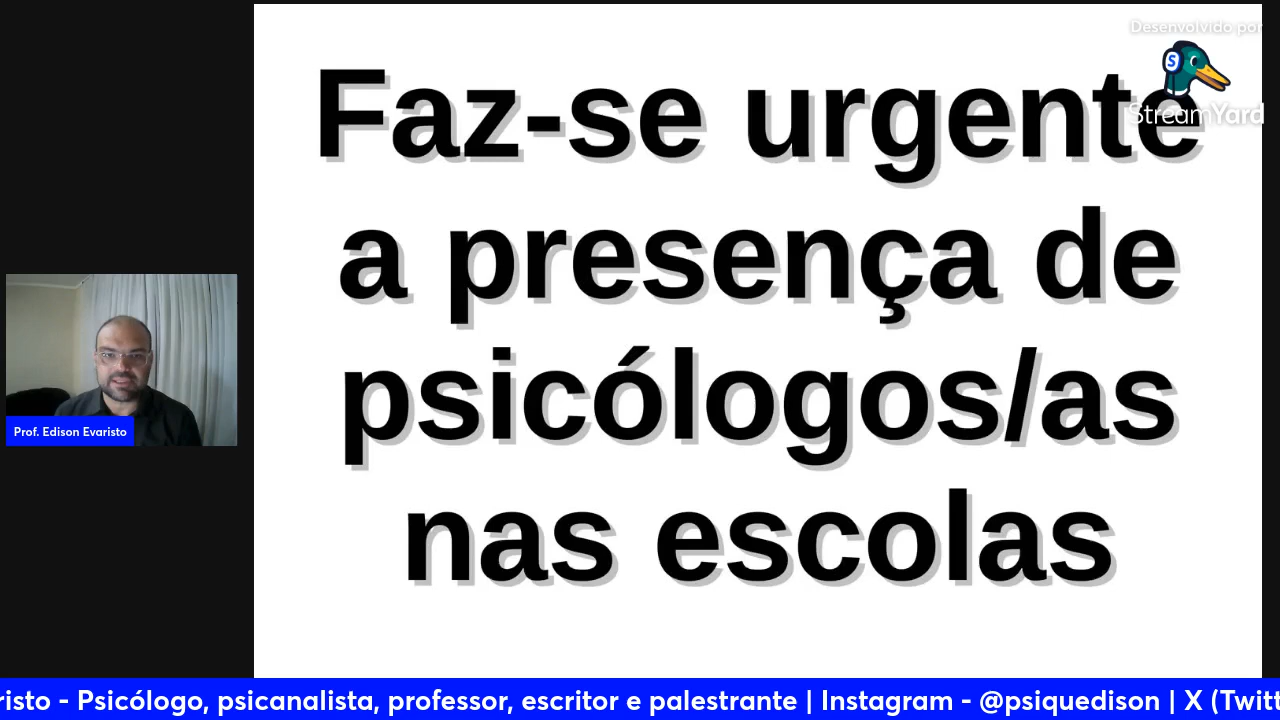 Desenvolvido por
StreamYard
Faz-se urgente
a presença de
psicólogos/as
nas escolas
Prof. Edison Evaristo
risto - Psicólogo, psicanalista, professor, escritor e palestrante | Instagram - @psiquedison | X (Twitt